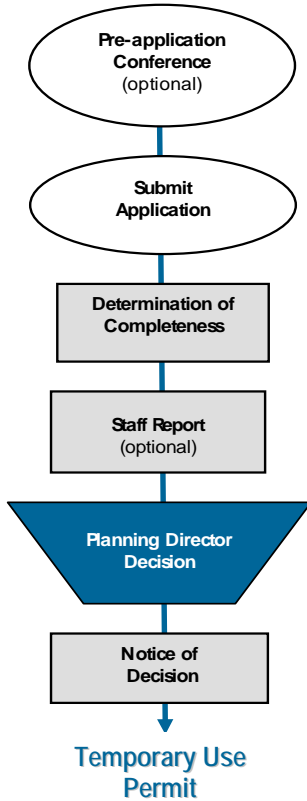 Pre-application
Conference
(optional)
Submit
Application
Determination of
Completeness
Staff Report
(optional)
Planning Director
Decision
Notice of
Decision
Temporary Use
Permit